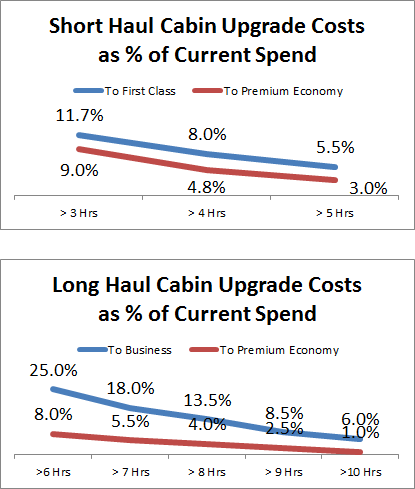 Short Haul Cabin Upgrade Costs
as % of Current Spend
To First Class To Premium Economy
11.7% 8.0% 5.5%
9.0% 4.8% 3.0%
> 3 Hrs > 4 Hrs > 5 Hrs
Long Haul Cabin Upgrade Costs
as % of Current Spend
To Business To Premium Economy
25.0% 18.0% 13.5% 8.5% 6.0%
8.0% 5.5% 4.0% 2.5% 1.0%
>6 Hrs > 7 Hrs > 8 Hrs > 9 Hrs >10 Hrs